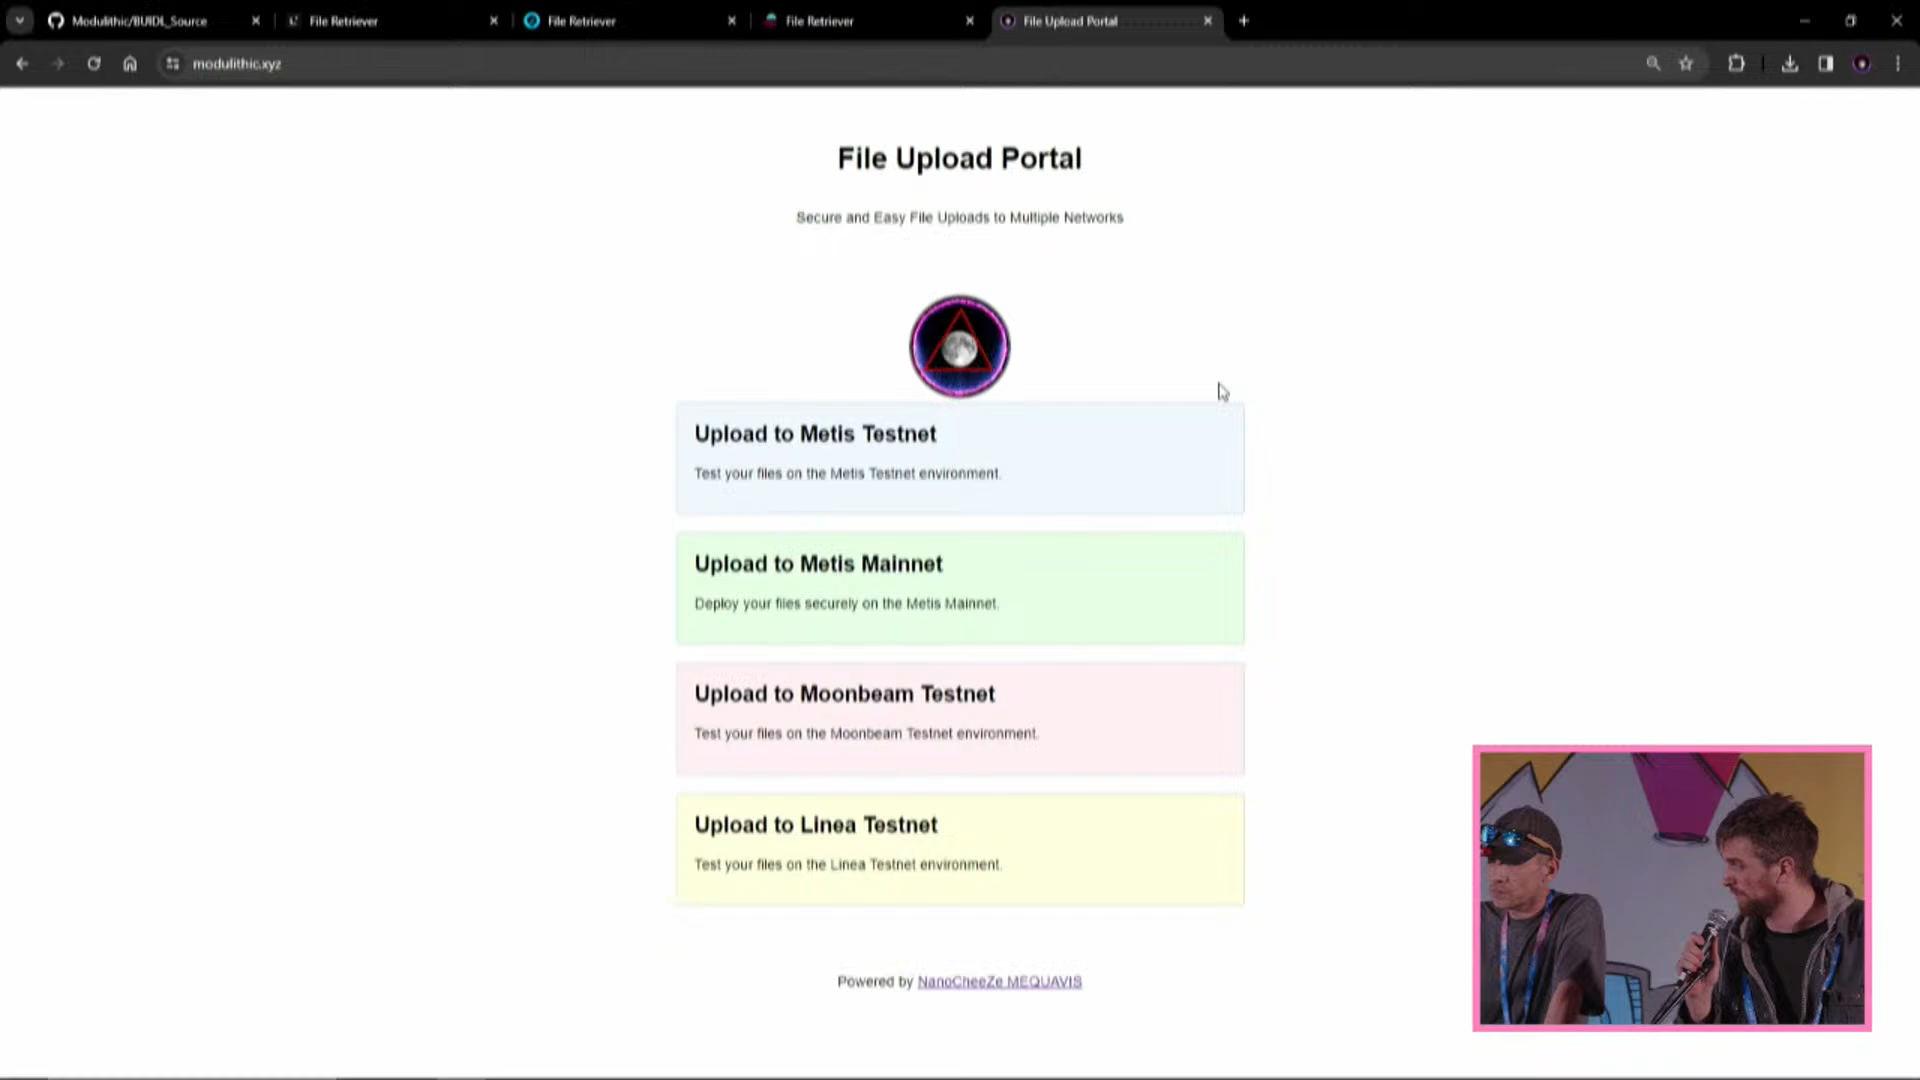 Modulithic/BUIDL_Source
File Retriever
File Retriever
File Retriever
File Upload Portal
modulithic.xyz
File Upload Portal
Secure and Easy File Uploads to Multiple Networks
Upload to Metis Testnet
Test your files on the Metis Testnet environment.
Upload to Metis Mainnet
Deploy your files securely on the Metis Mainnet.
Upload to Moonbeam Testnet
Test your files on the Moonbeam Testnet environment.
Upload to Linea Testnet
Test your files on the Linea Testnet environment.
Powered by NanoCheeZe MEQUAVIS